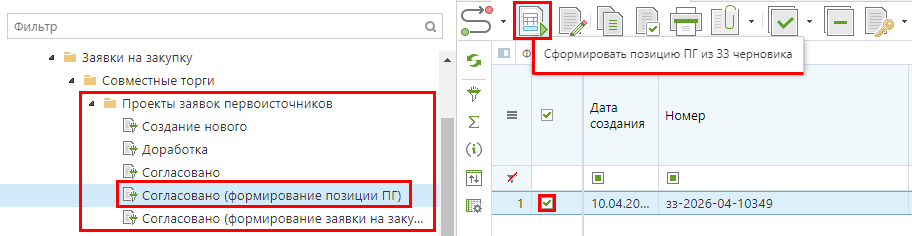 Фильтр
Заявки на закупку
Совместные торги
Проекты заявок первоисточников
Создание нового
Доработка
Согласовано
Согласовано (формирование позиции ПГ)
Согласовано (формирование заявки на заку...
Ф
Сформировать позицию ПГ из ЗЗ черновика
Дата
создания
Номер
1
10.04.20...
зз-2026-04-10349